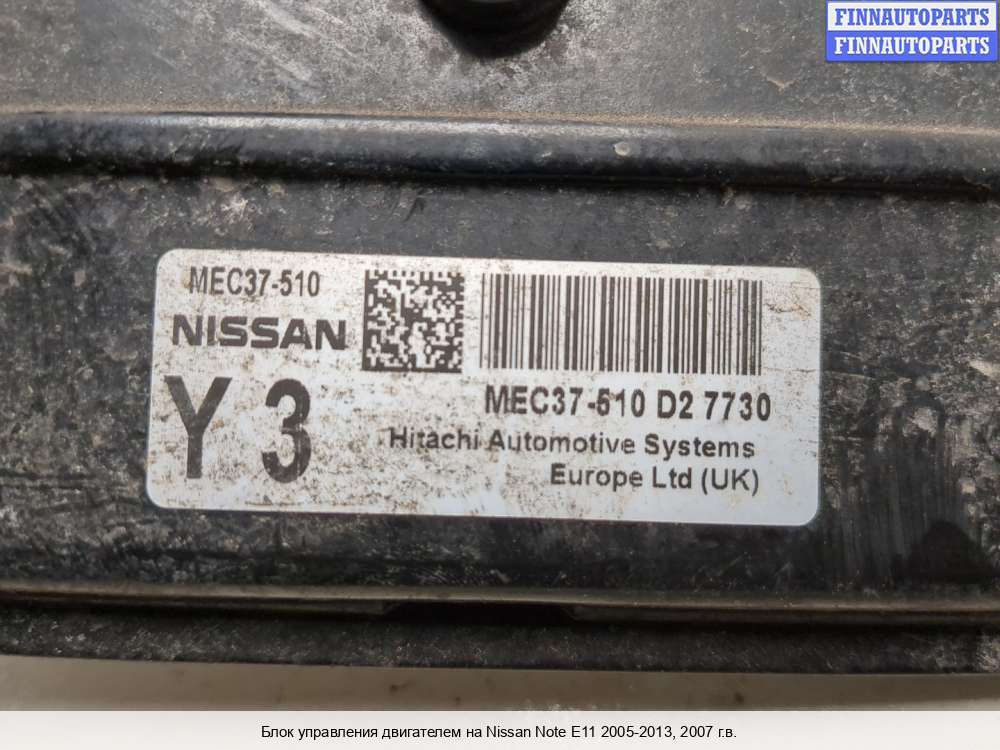 FINNAUTOPARTS
FINNAUTOPARTS
MEC37-510
NISSAN
Y 3
MEC37-510 D2 7730
Hitachi Automotive Systems
Europe Ltd (UK)
Блок управления двигателем на Nissan Note E11 2005-2013, 2007 г.в.